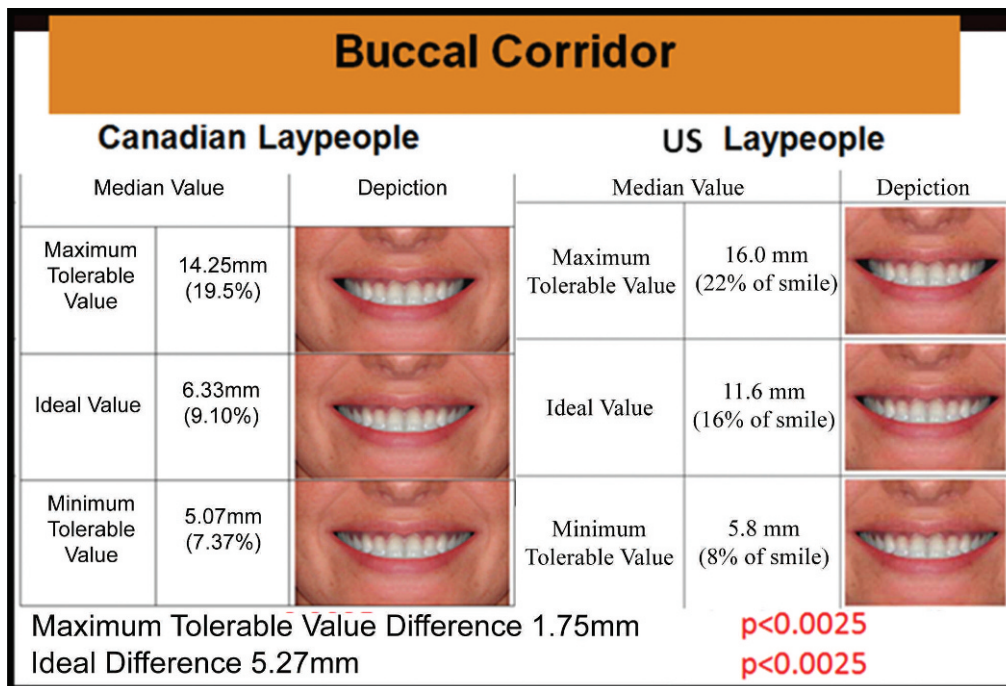 Buccal Corridor
Canadian Laypeople
Median Value
Depiction
Maximum
Tolerable
Value
14.25mm
(19.5%)
Ideal Value
6.33mm
(9.10%)
Minimum
Tolerable
Value
5.07mm
(7.37%)
US Laypeople
Median Value
Depiction
Maximum
Tolerable Value
16.0 mm
(22% of smile)
Ideal Value
11.6 mm
(16% of smile)
Minimum
Tolerable Value
5.8 mm
(8% of smile)
Maximum Tolerable Value Difference 1.75mm p<0.0025
Ideal Difference 5.27mm p<0.0025